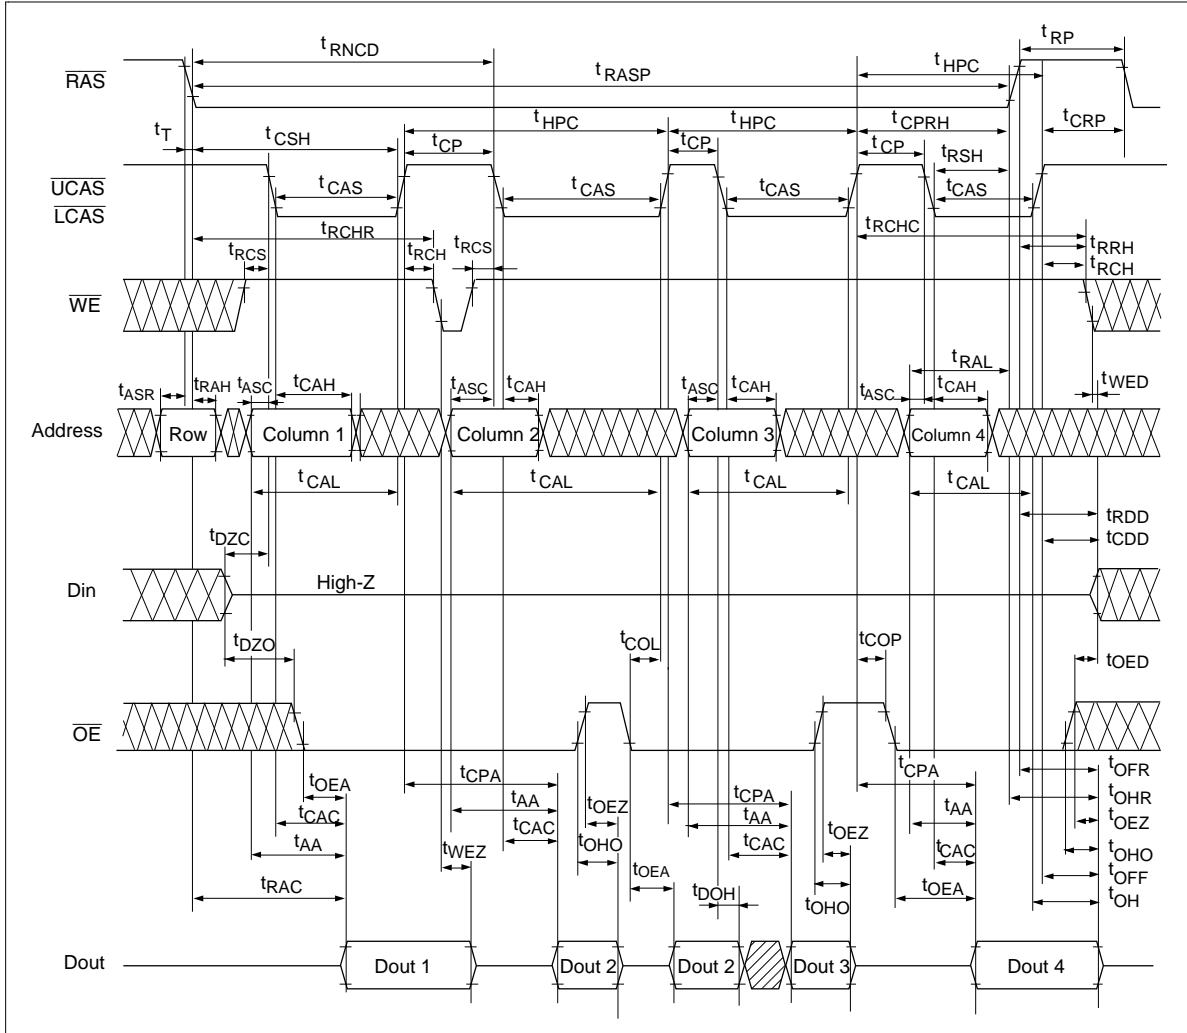 tRP
tRNCD
tHPC
RAS
tRASP
tT
tCSH
tHPC
tHPC
tCPRH
tCRP
tCP
tCP
tCP
tRSH
UCAS
LCAS
tCAS
tCAS
tCAS
tCAS
tRCHR
tRCHC
tRCS
tRCH
tRCS
tRRH
tRCH
WE
tRAL
tWED
tASR
tRAH
tASC
tCAH
tASC
tCAH
tASC
tCAH
tASC
tCAH
Address
Row
Column 1
Column 2
Column 3
Column 4
tCAL
tCAL
tCAL
tCAL
tRDD
tCDD
tDZC
Din
High-Z
tDZO
tCOL
tCOP
tOED
OE
tOEA
tCPA
tCPA
tCPA
tOFR
tOHR
tCAC
tAA
tOEZ
tAA
tOEZ
tAA
tOEZ
tAA
tWEZ
tCAC
tOHO
tCAC
tCAC
tOHO
tOFF
tRAC
tOEA
tDOH
tOHO
tOEA
tOH
Dout
Dout 1
Dout 2
Dout 2
Dout 3
Dout 4